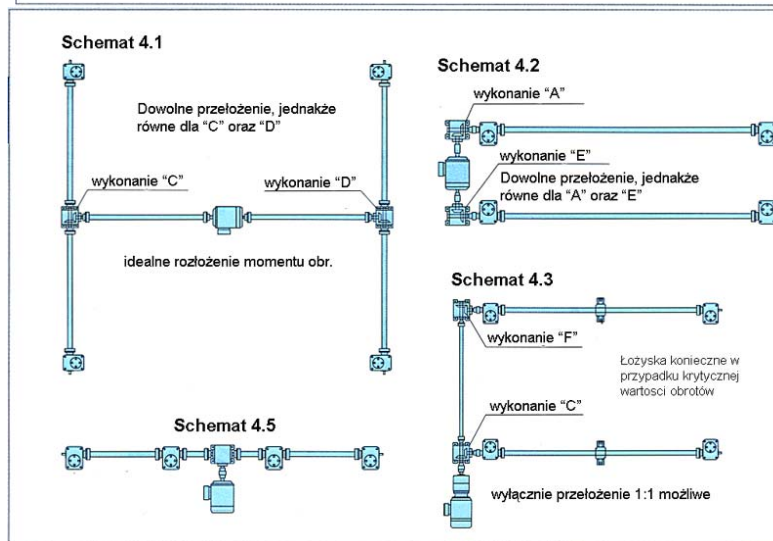 Schemat 4.1
Dowolne przełożenie, jednakże
równe dla "C" oraz "D"
wykonanie "C"
wykonanie "D"
idealne rozłożenie momentu obr.
Schemat 4.2
wykonanie "A"
wykonanie "E"
Dowolne przełożenie, jednakże
równe dla "A" oraz "E"
Schemat 4.3
wykonanie "F"
Łożyska konieczne w
przypadku krytycznej
wartosci obrotów
wykonanie "C"
wyłącznie przełożenie 1:1 możliwe
Schemat 4.5